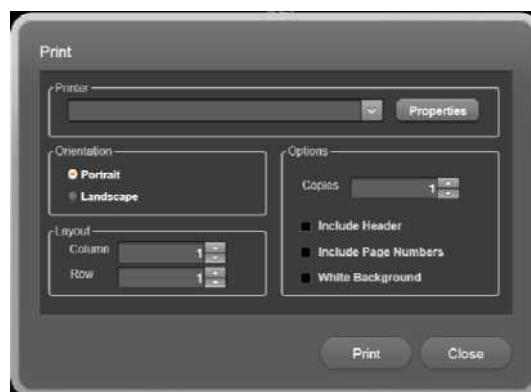 Print
Printer
Properties
Orientation
Portrait
Landscape
Layout
Column 1
Row 1
Options
Copies 1
Include Header
Include Page Numbers
White Background
Print Close